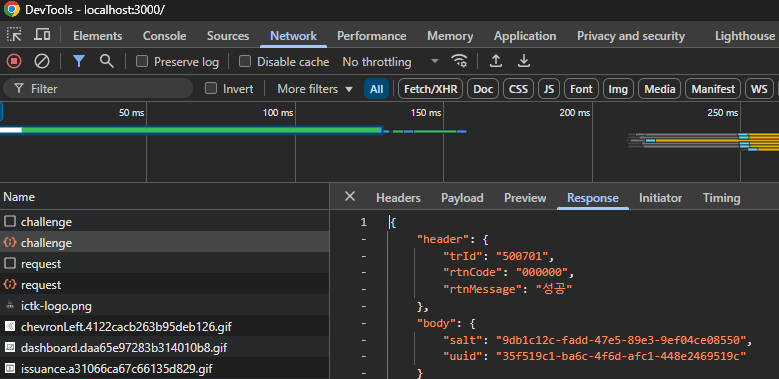 DevTools - localhost:3000/
Elements Console Sources Network Performance Memory Application Privacy and security Lighthouse
Preserve log Disable cache No throttling
Filter Invert More filters All Fetch/XHR Doc CSS JS Font Img Media Manifest WS
50 ms 100 ms 150 ms 200 ms 250 ms
Name
challenge
challenge
request
request
ictk-logo.png
chevronLeft.4122cacb263b95deb126.gif
dashboard.daa65e97283b314010b8.gif
issuance.a31066ca67c66135d829.gif
Headers Payload Preview Response Initiator Timing
1 {
- "header": {
- "trId": "500701",
- "rtnCode": "000000",
- "rtnMessage": "성공"
- },
- "body": {
- "salt": "9db1c12c-fadd-47e5-89e3-9ef04ce08550",
- "uuid": "35f519c1-ba6c-4f6d-afc1-448e2469519c"
- }